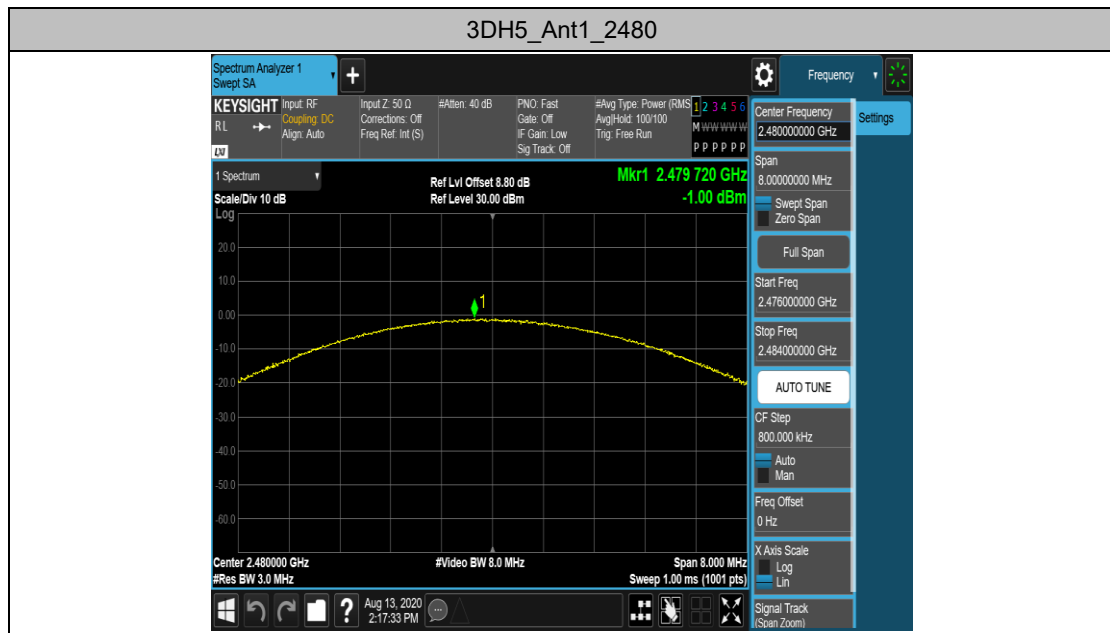 3DH5_Ant1_2480
Spectrum Analyzer 1
Swept SA
Frequency
KEYSIGHT
RL
LXI
Input: RF
Coupling: DC
Align: Auto
Input Z: 50 Ω
Corrections: Off
Freq Ref: Int (S)
#Atten: 40 dB
PNO: Fast
Gate: Off
IF Gain: Low
Sig Track: Off
#Avg Type: Power (RMS
Avg|Hold: 100/100
Trig: Free Run
1 2 3 4 5 6
M W W W W W
P P P P P P
1 Spectrum
Scale/Div 10 dB
Log
Ref Lvl Offset 8.80 dB
Ref Level 30.00 dBm
Mkr1 2.479 720 GHz
-1.00 dBm
20.0
10.0
0.00
-10.0
-20.0
-30.0
-40.0
-50.0
-60.0
1
Center 2.480000 GHz
#Video BW 8.0 MHz
Span 8.000 MHz
#Res BW 3.0 MHz
Sweep 1.00 ms (1001 pts)
Aug 13, 2020
2:17:33 PM
Center Frequency
2.480000000 GHz
Settings
Span
8.00000000 MHz
Swept Span
Zero Span
Full Span
Start Freq
2.476000000 GHz
Stop Freq
2.484000000 GHz
AUTO TUNE
CF Step
800.000 kHz
Auto
Man
Freq Offset
0 Hz
X Axis Scale
Log
Lin
Signal Track
(Span Zoom)